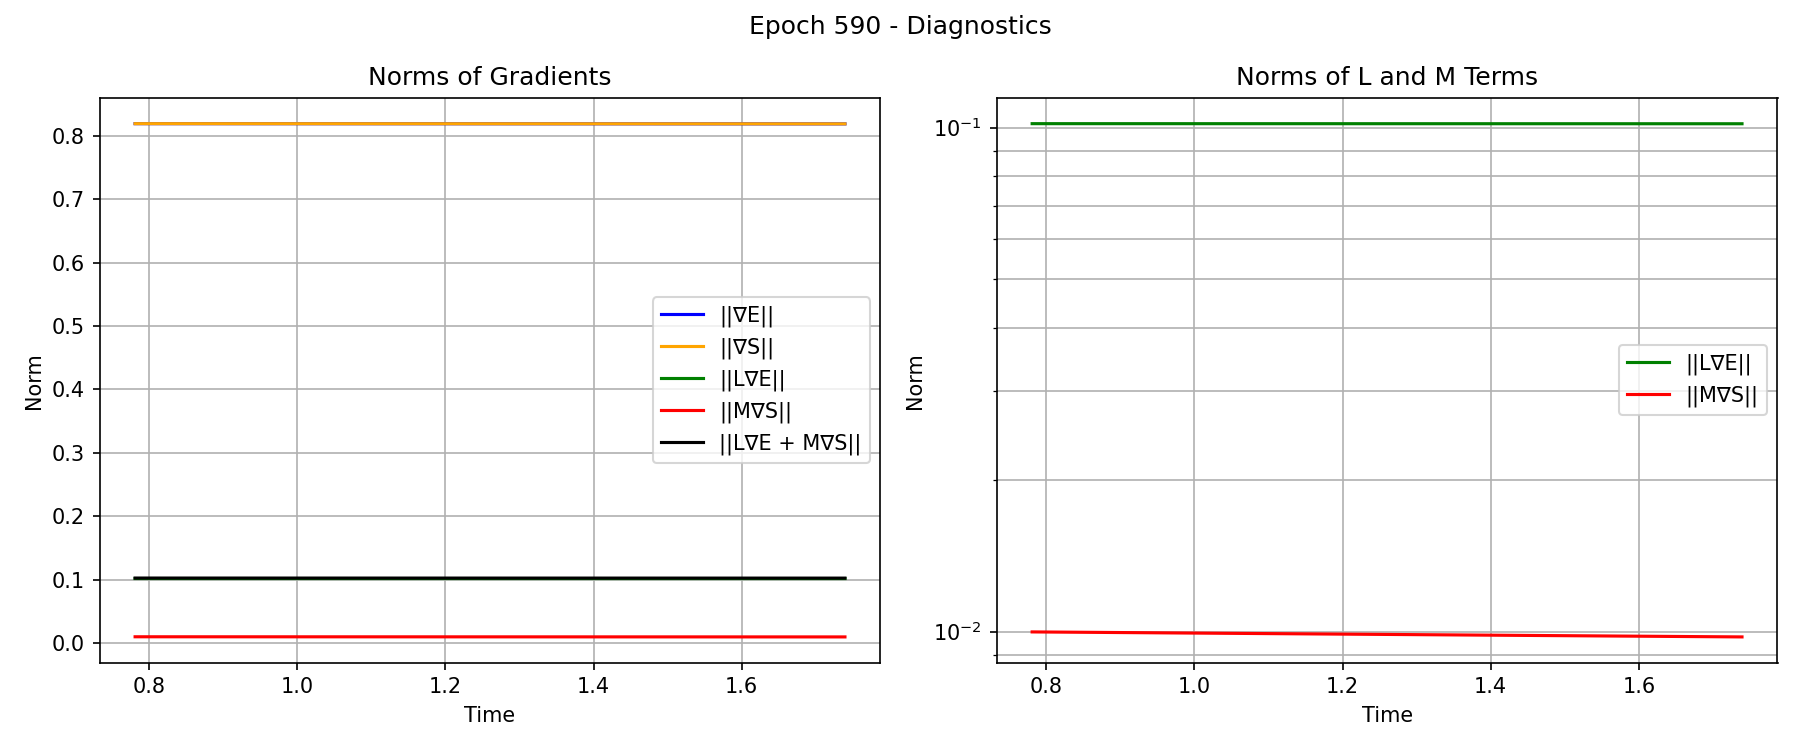 Epoch 590 - Diagnostics
Norms of Gradients
Norm
0.8
0.7
0.6
0.5
0.4
0.3
0.2
0.1
0.0
||∇E||
||∇S||
||L∇E||
||M∇S||
||L∇E + M∇S||
0.8 1.0 1.2 1.4 1.6
Time
Norms of L and M Terms
Norm
10⁻¹
10⁻²
||L∇E||
||M∇S||
0.8 1.0 1.2 1.4 1.6
Time